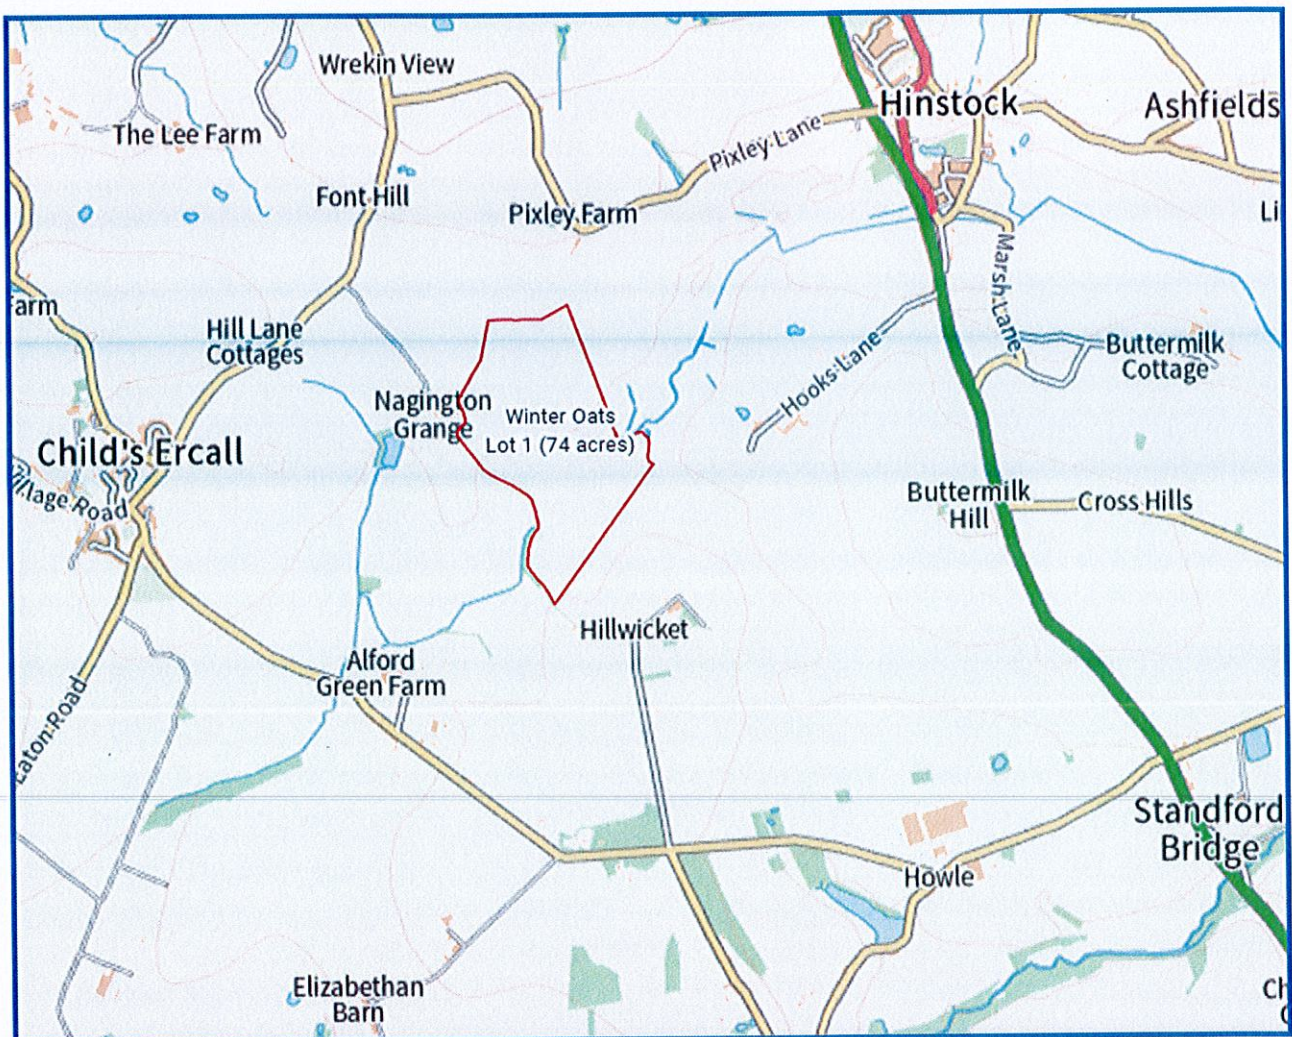 Wrekin View
Hinstock
Ashfields
The Lee Farm
Pixley Lane
Font Hill
Pixley Farm
Li
Marsh Lane
arm
Hill Lane
Cottages
Hooks Lane
Buttermilk
Cottage
Nagington
Grange
Winter Oats
Lot 1 (74 acres)
Child's Ercall
illage Road
Buttermilk
Hill
Cross Hills
Hillwicket
Alford
Green Farm
Eaton Road
Standford
Bridge
Howle
Elizabethan
Barn
Ch